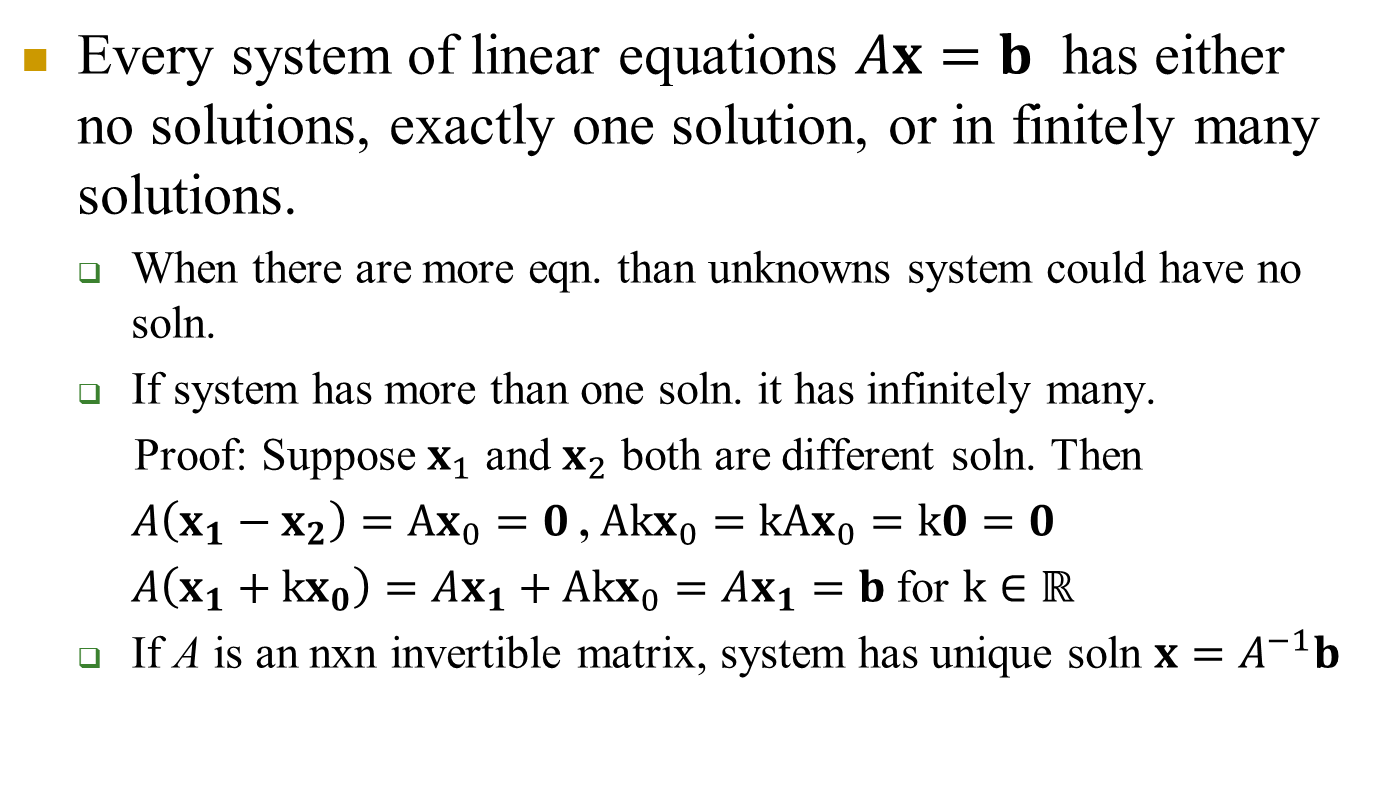 Every system of linear equations 𝐴𝐱 = 𝐛 has either
no solutions, exactly one solution, or in finitely many
solutions.
When there are more eqn. than unknowns system could have no
soln.
If system has more than one soln. it has infinitely many.
Proof: Suppose 𝐱₁ and 𝐱₂ both are different soln. Then
𝐴(𝐱₁ − 𝐱₂) = A𝐱₀ = 𝟎 , Ak𝐱₀ = kA𝐱₀ = k𝟎 = 𝟎
𝐴(𝐱₁ + k𝐱₀) = 𝐴𝐱₁ + Ak𝐱₀ = 𝐴𝐱₁ = 𝐛 for k ∈ ℝ
If A is an nxn invertible matrix, system has unique soln 𝐱 = 𝐴⁻¹𝐛